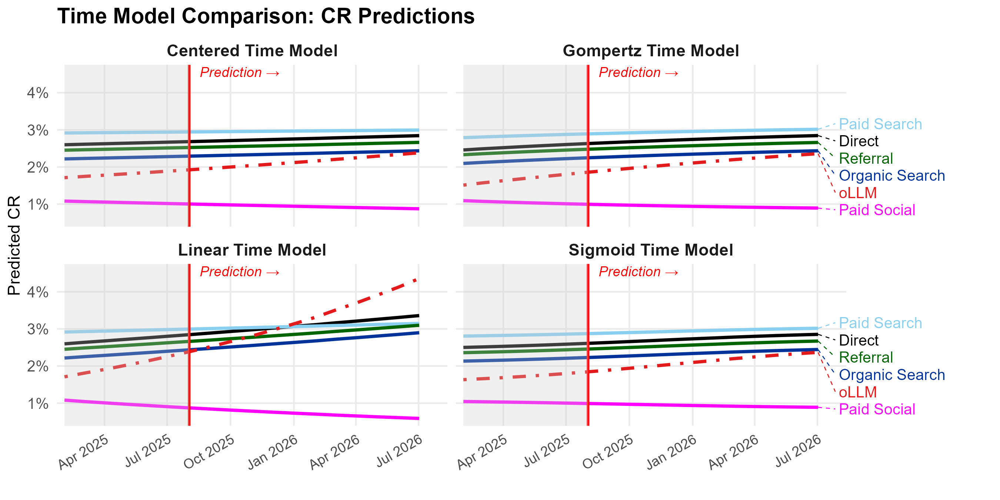 Time Model Comparison: CR Predictions
Centered Time Model
Gompertz Time Model
Prediction →
Prediction →
4%
3%
2%
1%
Paid Search
Direct
Referral
Organic Search
oLLM
Paid Social
Predicted CR
Linear Time Model
Sigmoid Time Model
Prediction →
Prediction →
4%
3%
2%
1%
Paid Search
Direct
Referral
Organic Search
oLLM
Paid Social
Apr 2025
Jul 2025
Oct 2025
Jan 2026
Apr 2026
Jul 2026
Apr 2025
Jul 2025
Oct 2025
Jan 2026
Apr 2026
Jul 2026